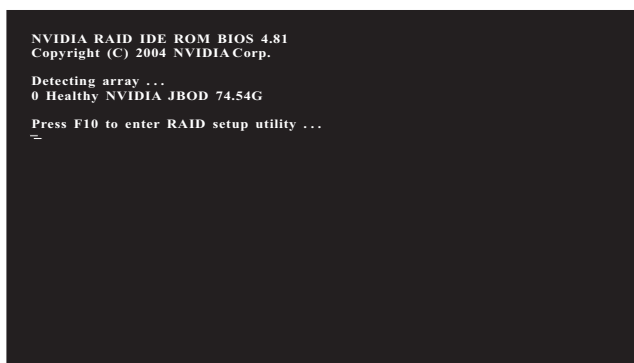 NVIDIA RAID IDE ROM BIOS 4.81
Copyright (C) 2004 NVIDIA Corp.
Detecting array ...
0 Healthy NVIDIA JBOD 74.54G
Press F10 to enter RAID setup utility ...